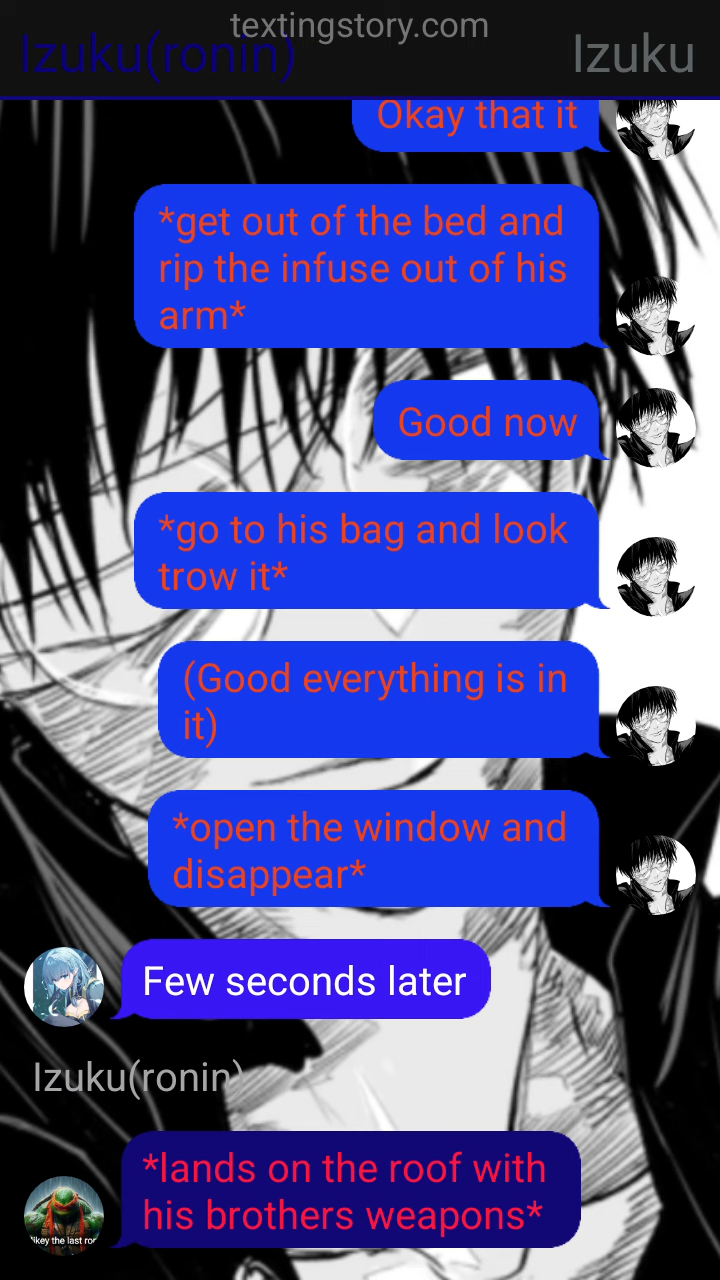 textingstory.com
Izuku(ronin)
Izuku
Okay that it
*get out of the bed and
rip the infuse out of his
arm*
Good now
*go to his bag and look
trow it*
(Good everything is in
it)
*open the window and
disappear*
Few seconds later
Izuku(ronin)
*lands on the roof with
his brothers weapons*